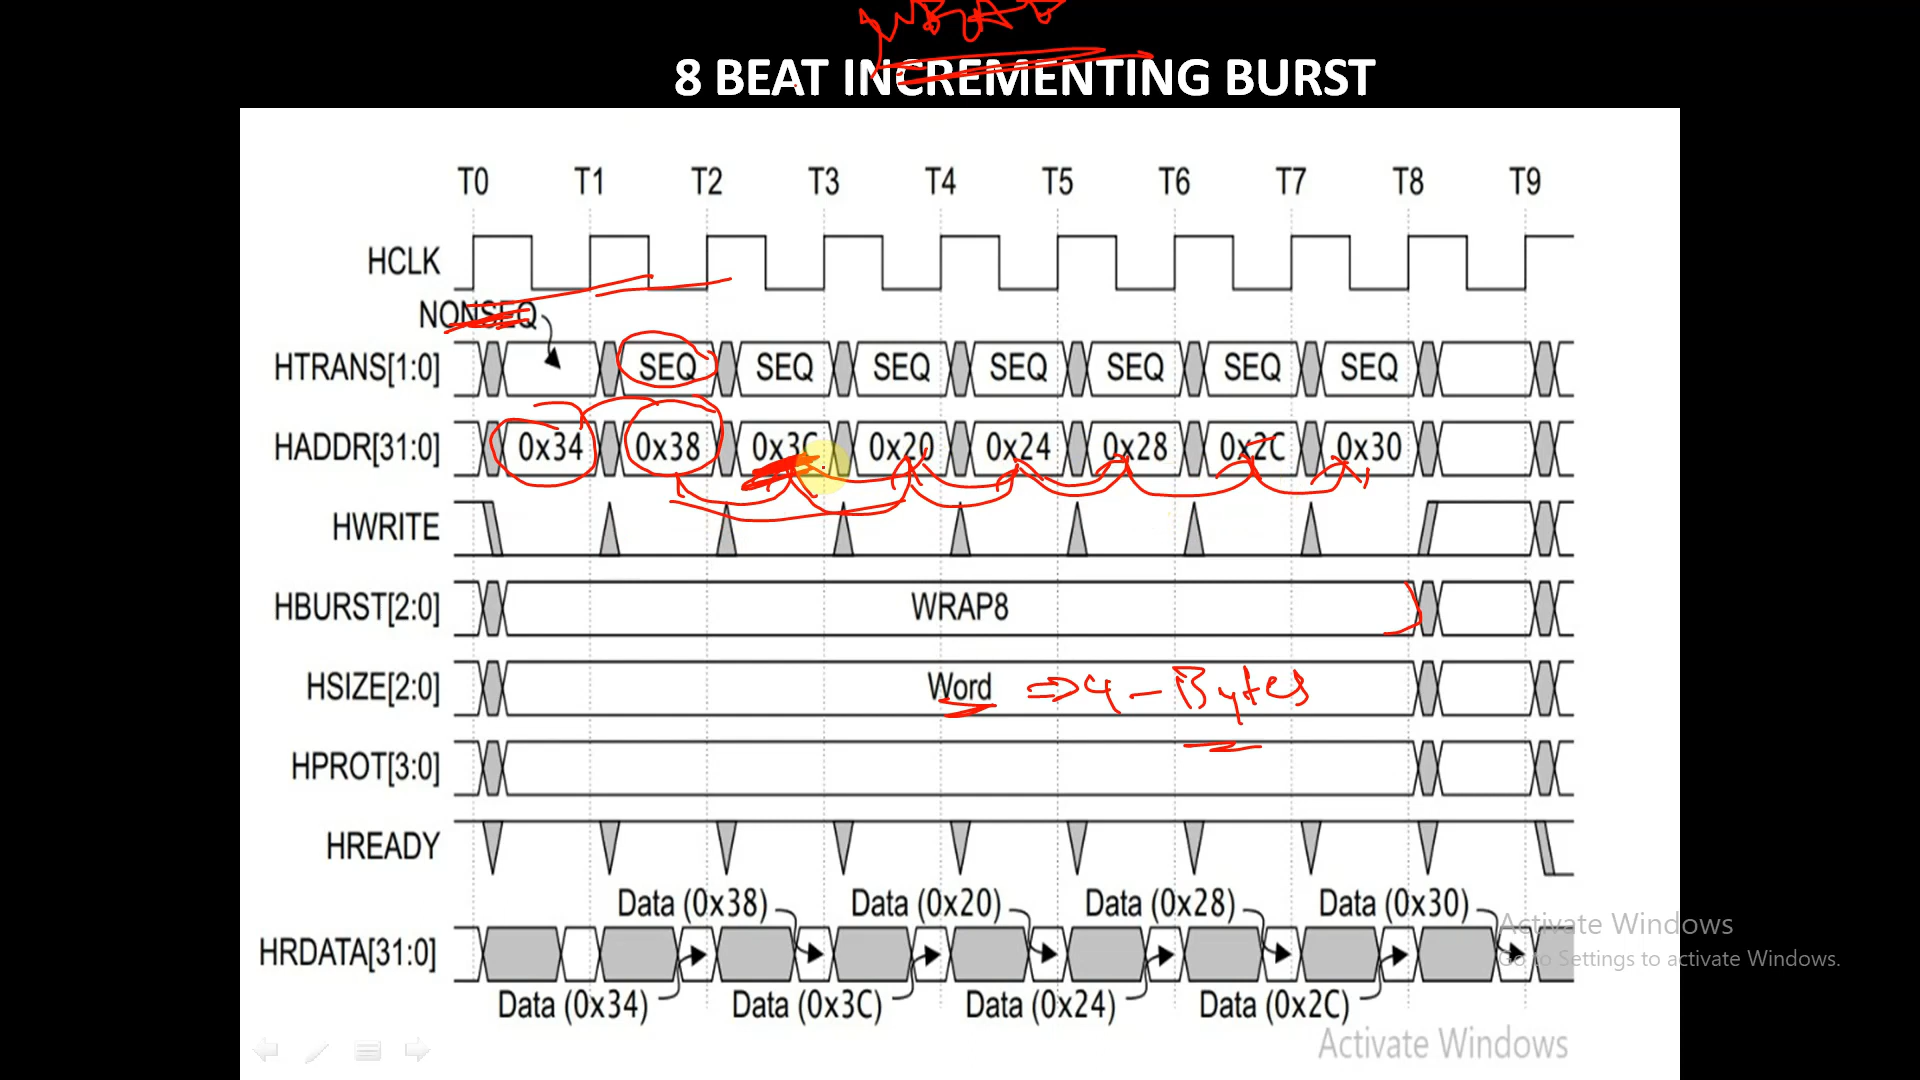 WRAP
8 BEAT INCREMENTING BURST
T0 T1 T2 T3 T4 T5 T6 T7 T8 T9
HCLK
NONSEQ
HTRANS[1:0] SEQ SEQ SEQ SEQ SEQ SEQ SEQ
HADDR[31:0] 0x34 0x38 0x3C 0x20 0x24 0x28 0x2C 0x30
HWRITE
HBURST[2:0] WRAP8
HSIZE[2:0] Word ⇒ 4 - Bytes
HPROT[3:0]
HREADY
Data (0x38) Data (0x20) Data (0x28) Data (0x30)
Activate Windows
HRDATA[31:0]
Go to Settings to activate Windows.
Data (0x34) Data (0x3C) Data (0x24) Data (0x2C)
Activate Windows